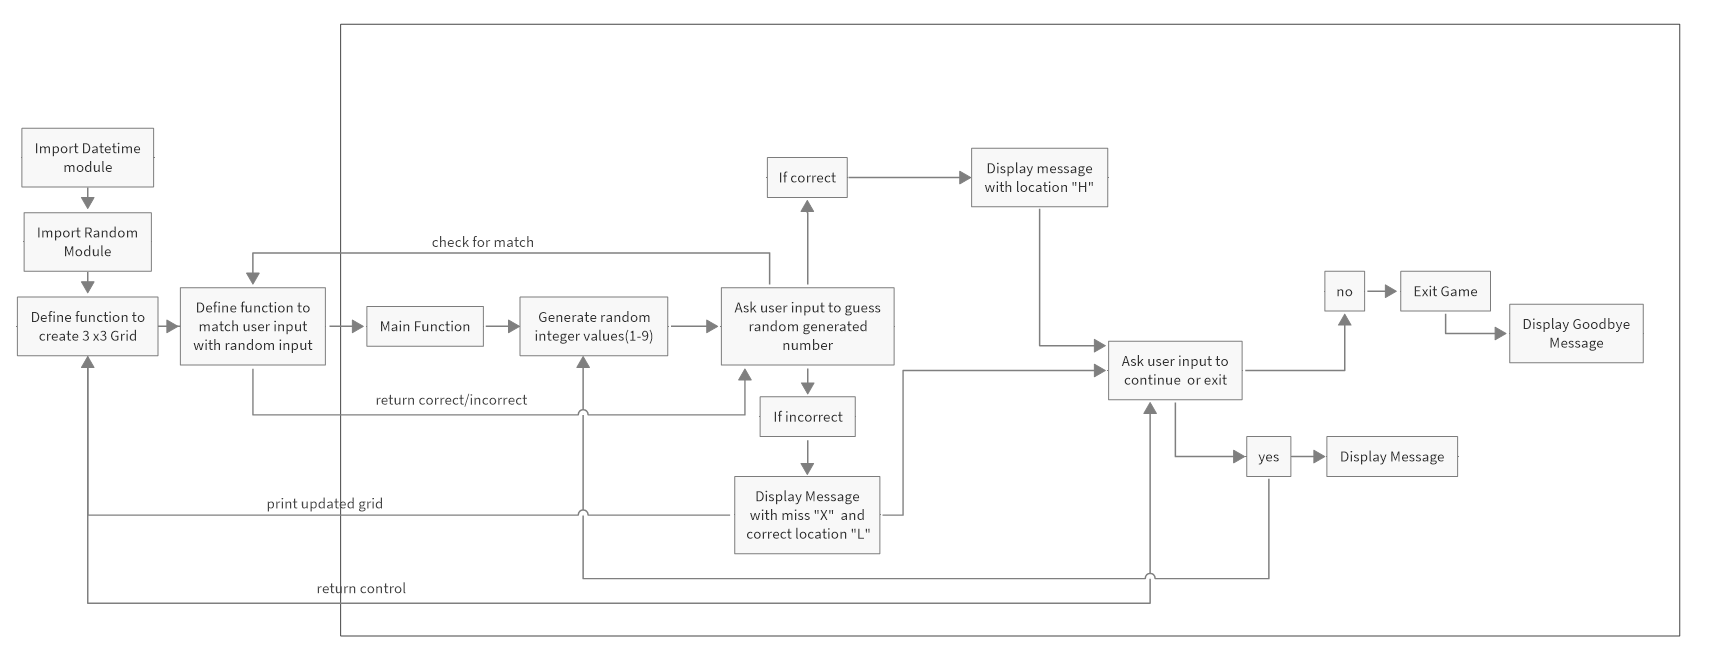 Import Datetime
module
Import Random
Module
Define function to
create 3 x3 Grid
Define function to
match user input
with random input
check for match
return correct/incorrect
print updated grid
return control
Main Function
Generate random
integer values(1-9)
Ask user input to guess
random generated
number
If correct
Display message
with location "H"
If incorrect
Display Message
with miss "X"  and
correct location "L"
Ask user input to
continue  or exit
no
Exit Game
Display Goodbye
Message
yes
Display Message